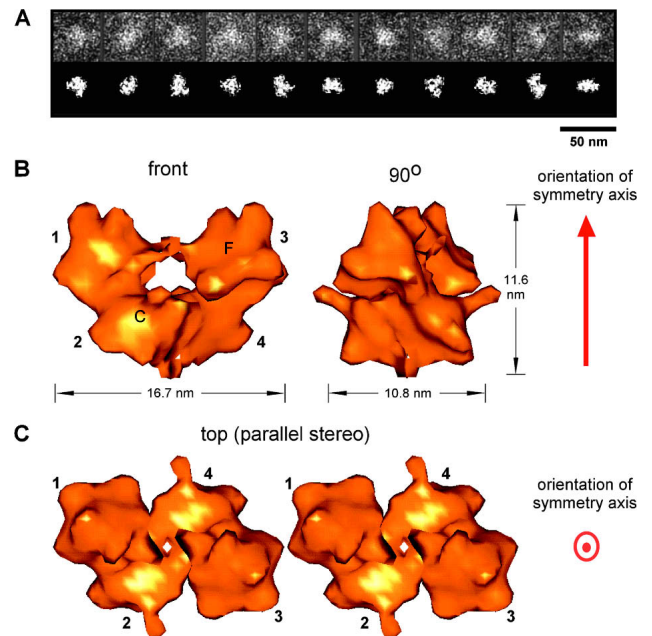 A
50 nm
B
front
90º
orientation of
symmetry axis
1
F
3
C
2
4
11.6
nm
16.7 nm
10.8 nm
C
top (parallel stereo)
1
4
1
4
orientation of
symmetry axis
2
3
2
3